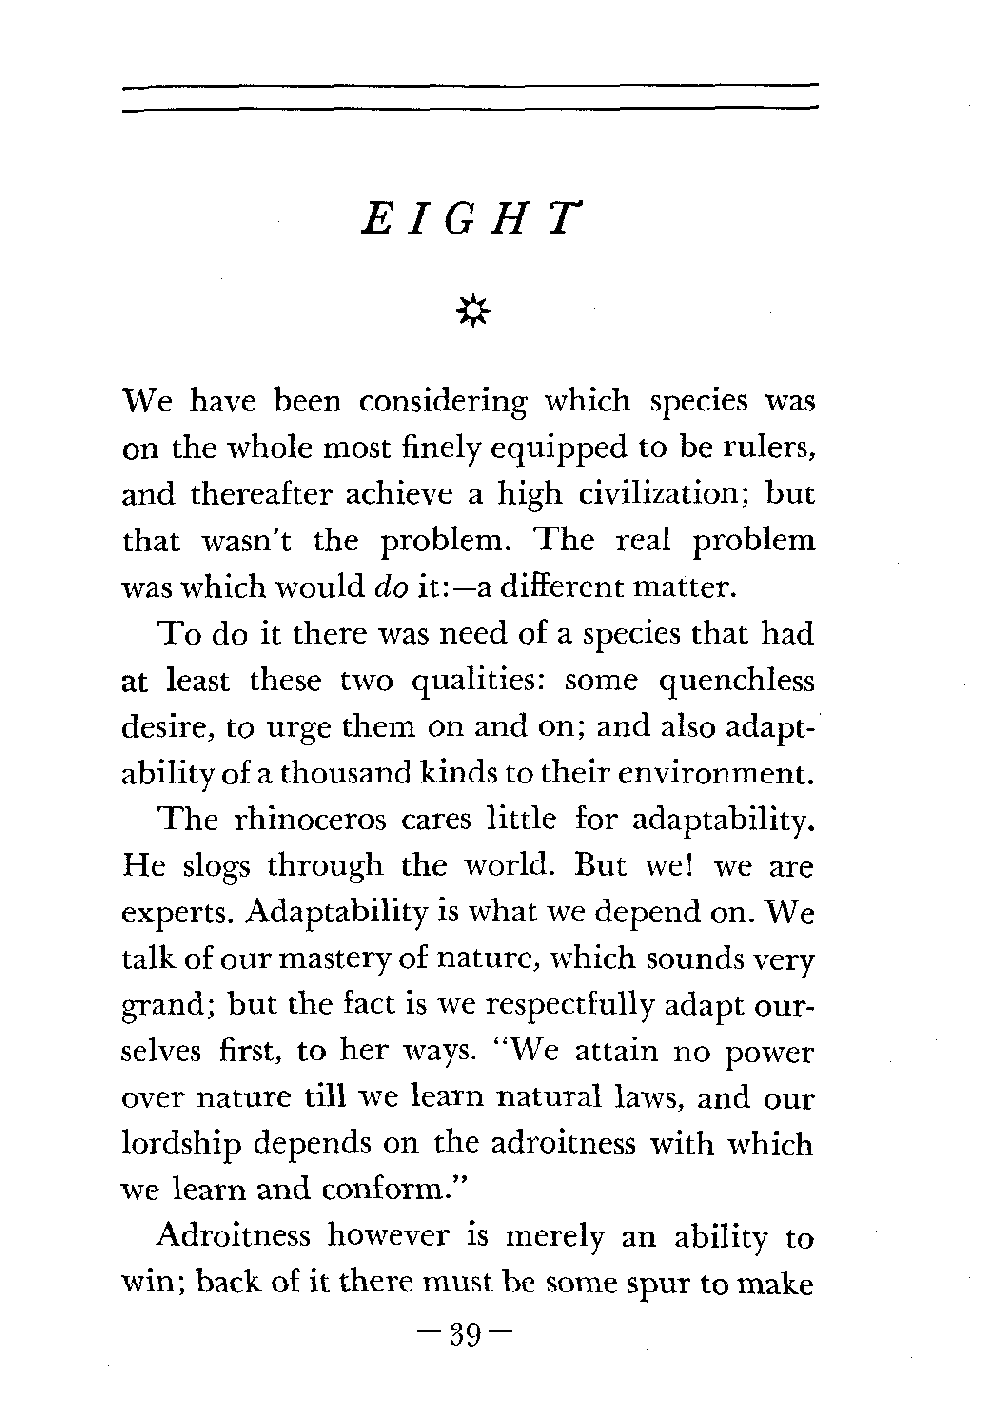 EIGHT
We have been considering which species was
on the whole most finely equipped to be rulers,
and thereafter achieve a high civilization; but
that wasn't the problem. The real problem
was which would do it:—a different matter.
To do it there was need of a species that had
at least these two qualities: some quenchless
desire, to urge them on and on; and also adapt-
ability of a thousand kinds to their environment.
The rhinoceros cares little for adaptability.
He slogs through the world. But we! we are
experts. Adaptability is what we depend on. We
talk of our mastery of nature, which sounds very
grand; but the fact is we respectfully adapt our-
selves first, to her ways. “We attain no power
over nature till we learn natural laws, and our
lordship depends on the adroitness with which
we learn and conform.”
Adroitness however is merely an ability to
win; back of it there must be some spur to make
—39—